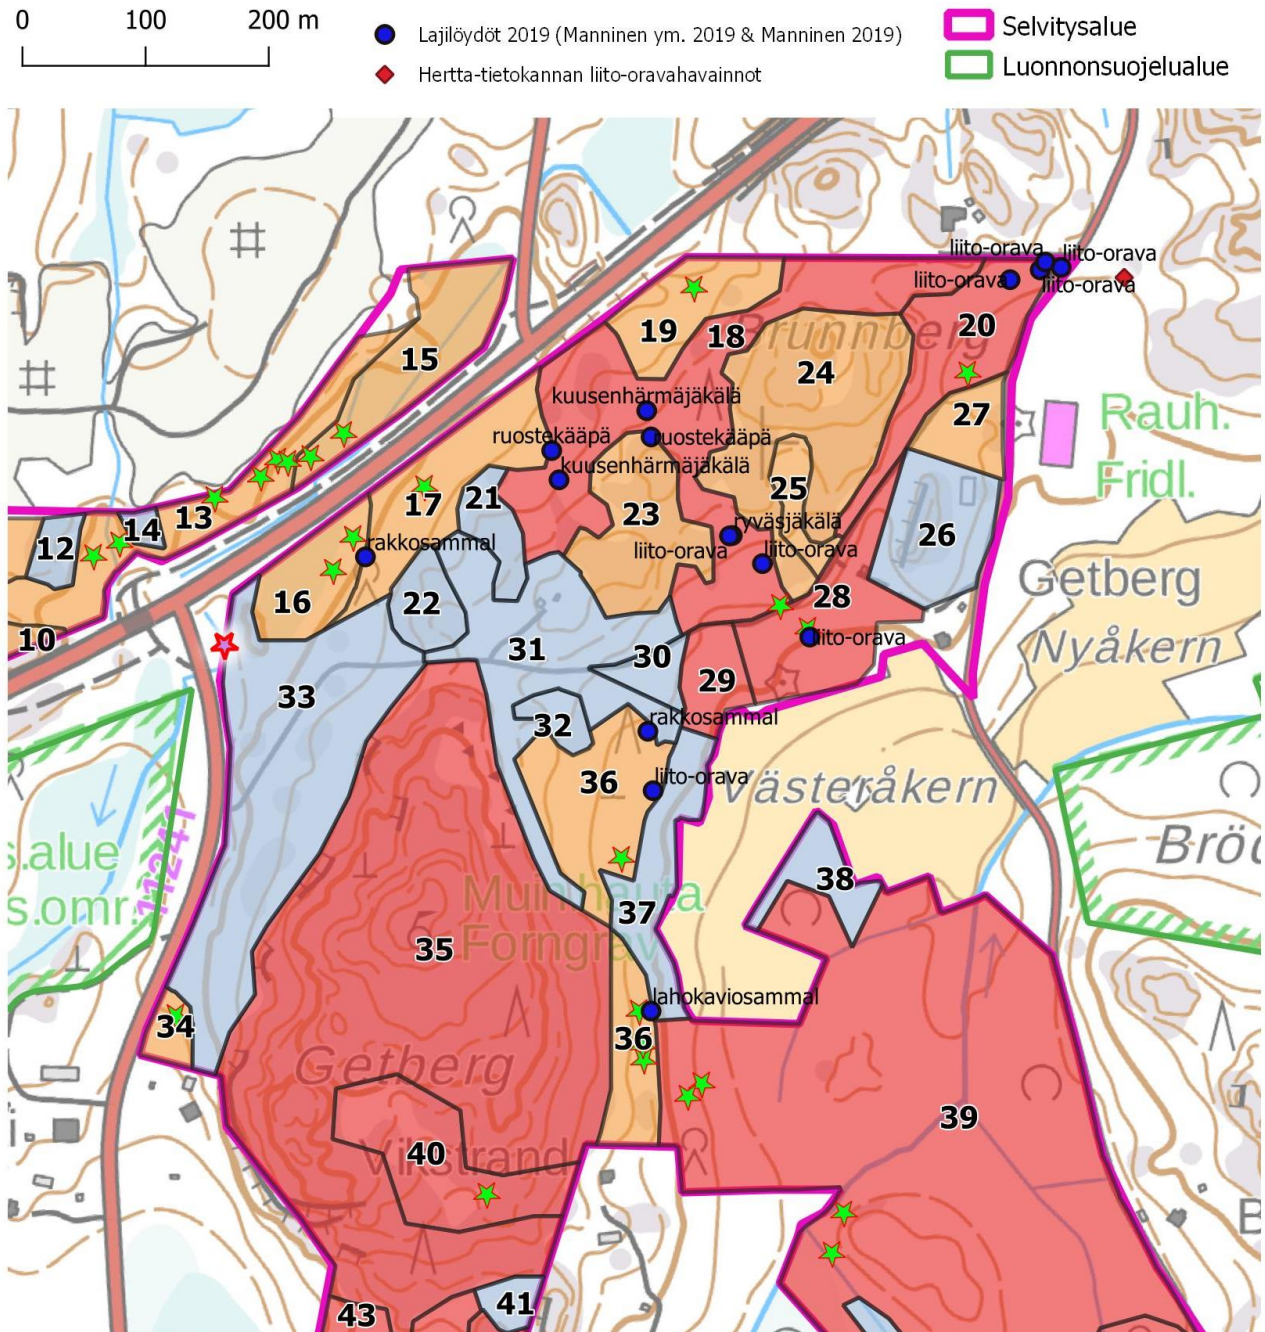 0 100 200 m
Lajilöydöt 2019 (Manninen ym. 2019 & Manninen 2019)
Hertta-tietokannan liito-oravahavainnot
Selvitysalue
Luonnonsuojelualue
liito-orava
liito-orava
liito-orava
liito-orava
15
19
18
Brunnberg
20
24
kuusenhärmäjäkälä
27
Rauh.
Fridl.
ruostekääpä
ruostekääpä
kuusenhärmäjäkälä
17
21
25
23
ryväsjäkälä
26
13
14
12
rakkosammal
liito-orava
liito-orava
Getberg
16
22
28
10
liito-orava
Nyåkern
31
30
29
33
32
rakkosammal
36
liito-orava
Västeråkern
s.alue
s.omr.
38
Muinhauta
37
Forngrav
35
lahokaviosammal
34
36
Getberg
39
40
Vikstrand
41
43